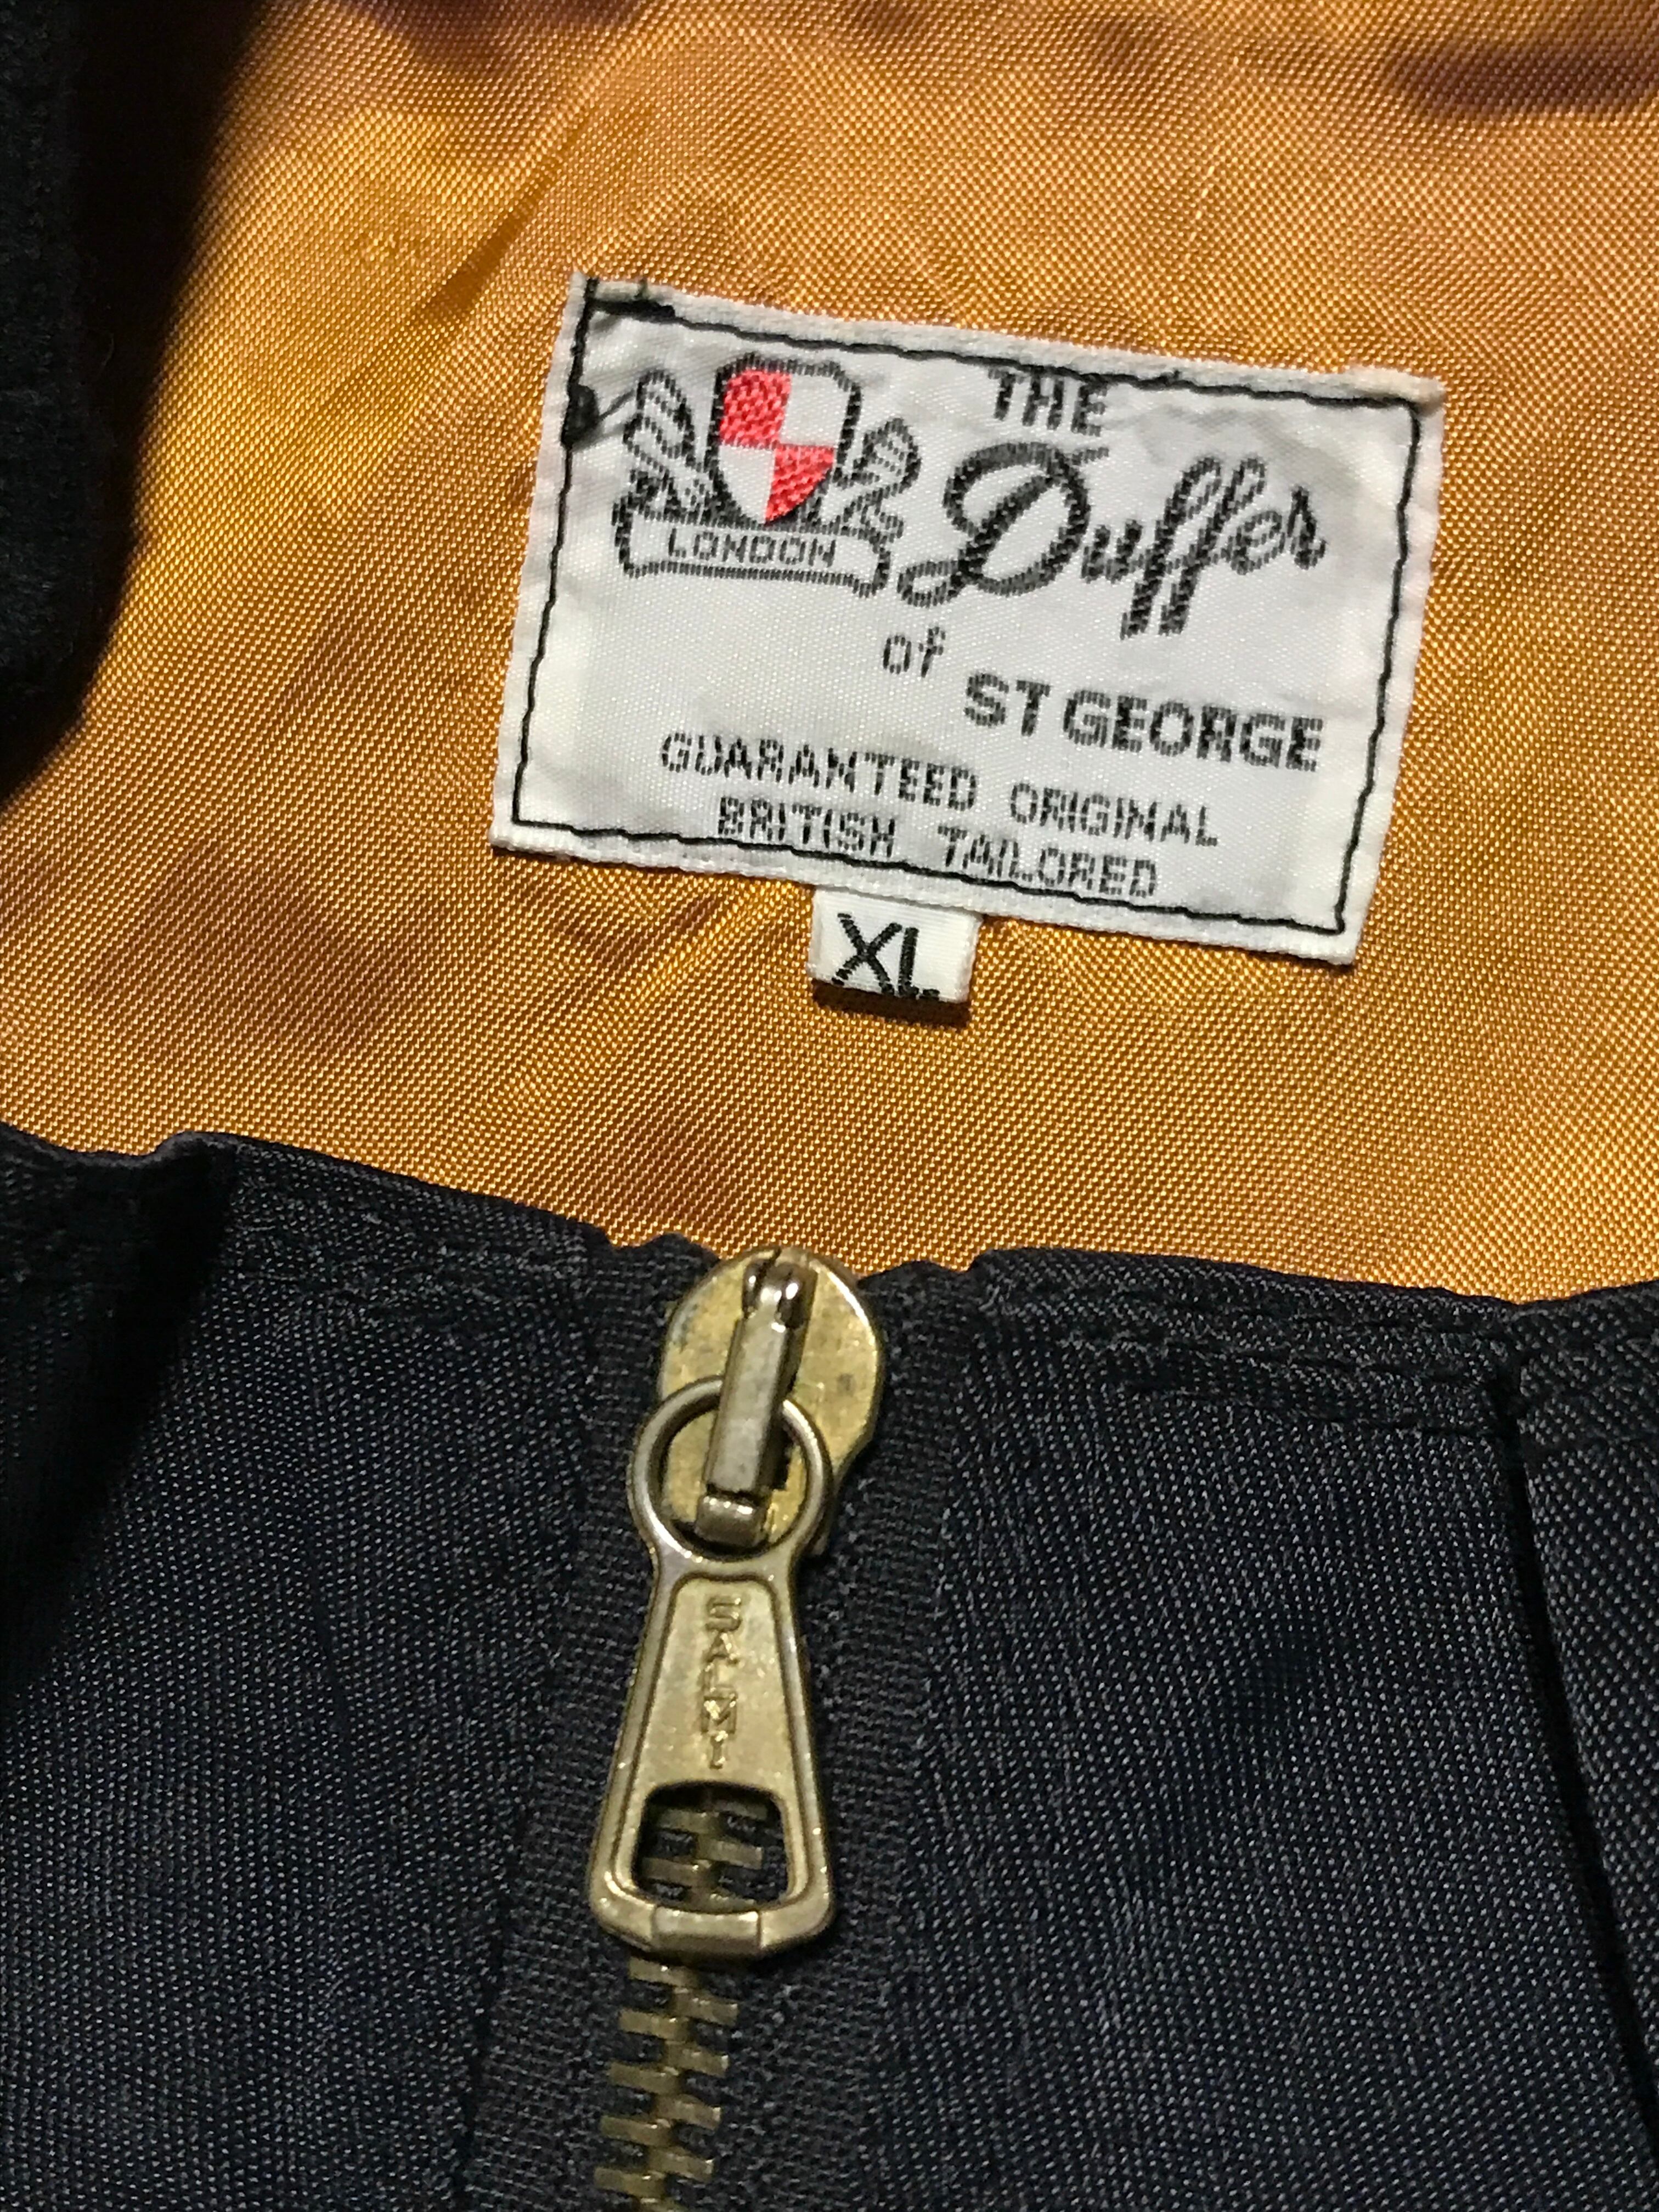 THE
Duffer
LONDON
of
ST GEORGE
GUARANTEED ORIGINAL
BRITISH TAILORED
XL
SALMI